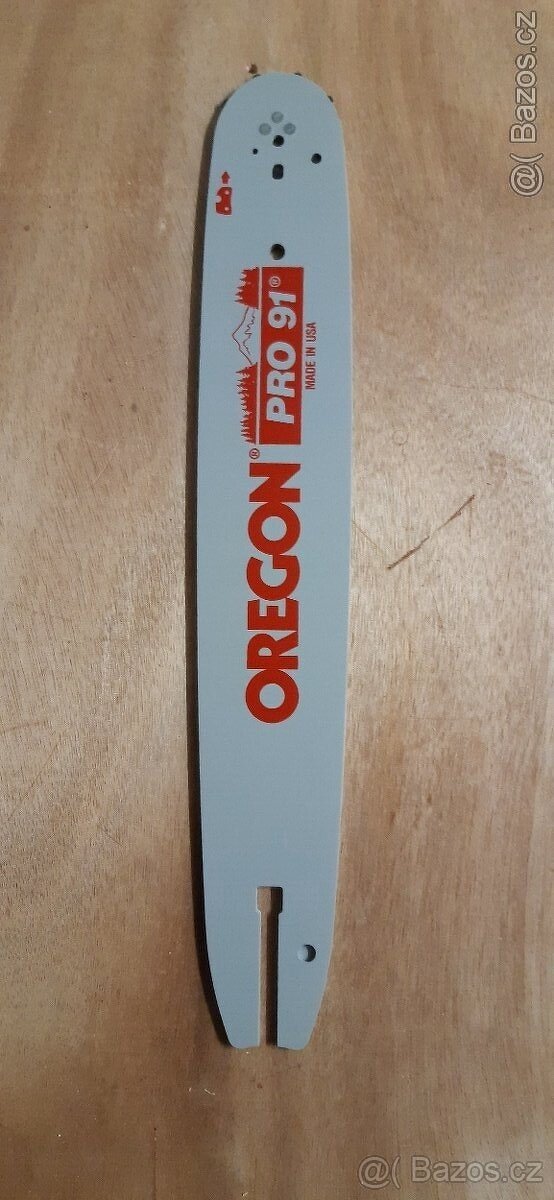 @( Bazos.cz
OREGON®
PRO 91®
MADE IN USA
@( Bazos.cz